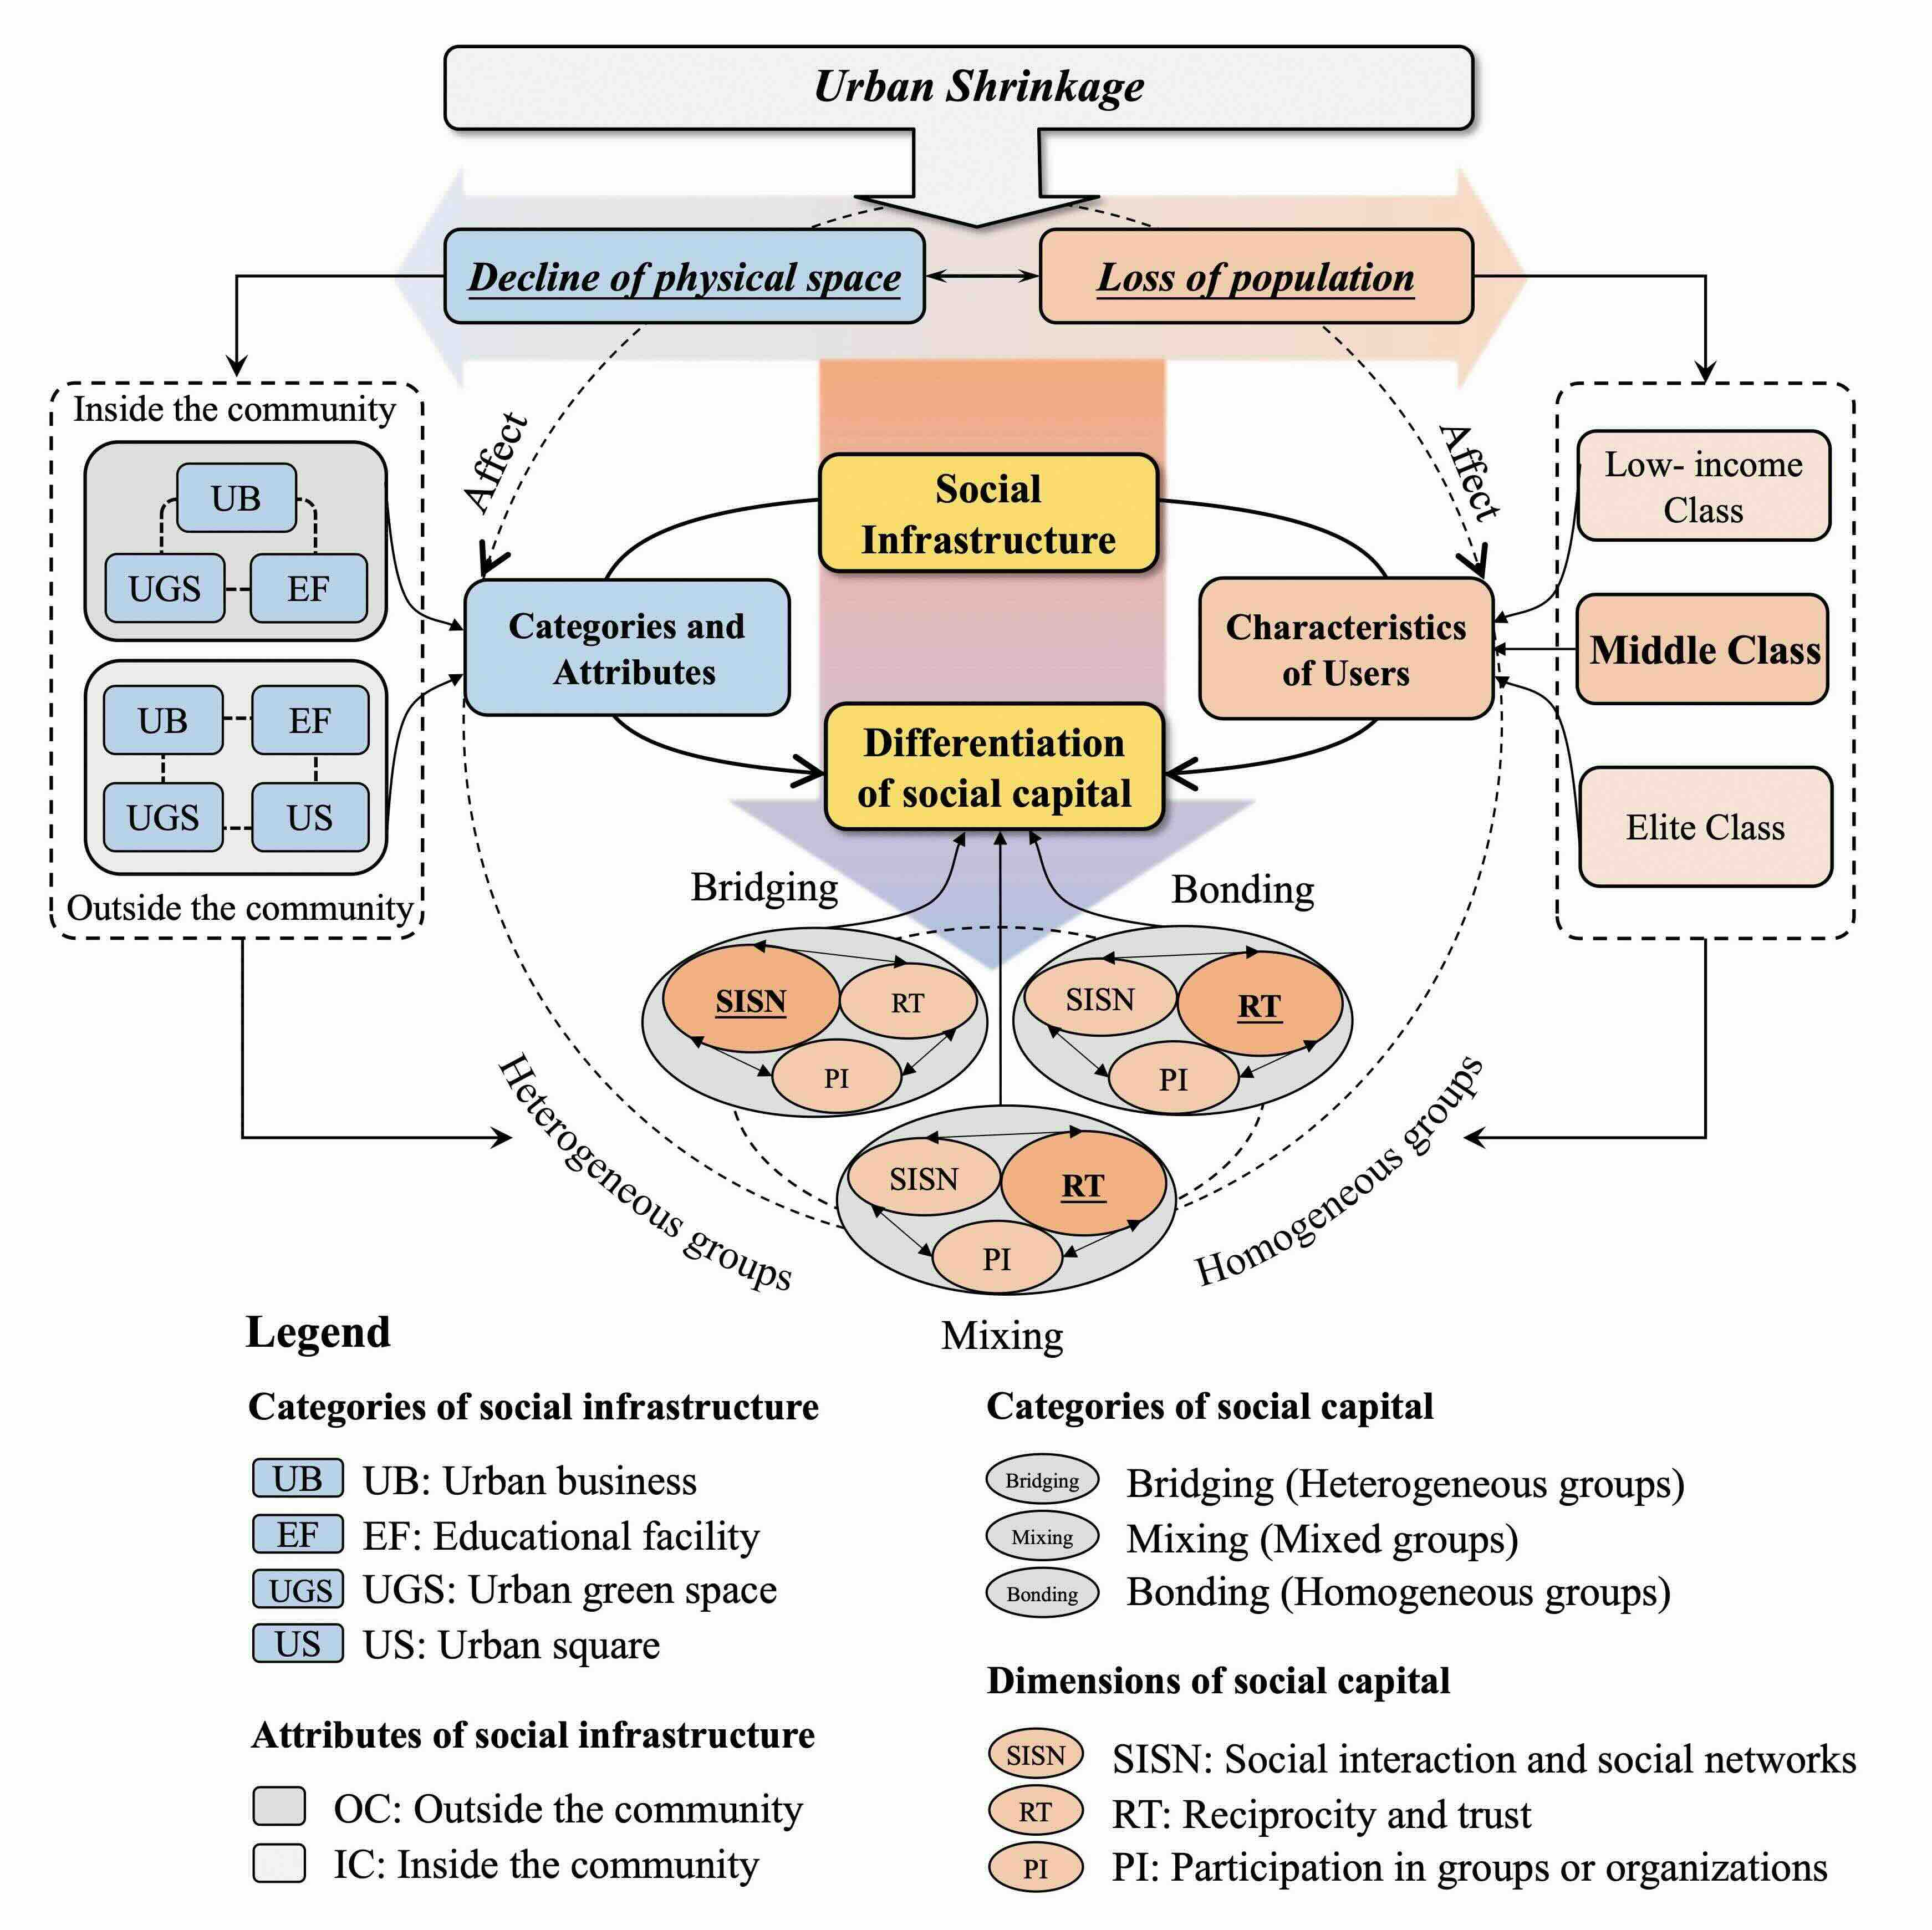 Urban Shrinkage
Decline of physical space
Loss of population
Inside the community
UB
UGS
EF
UB
EF
UGS
US
Outside the community
Affect
Affect
Social
Infrastructure
Categories and
Attributes
Characteristics
of Users
Low- income
Class
Middle Class
Elite Class
Differentiation
of social capital
Bridging
Bonding
SISN
RT
PI
SISN
RT
PI
SISN
RT
PI
Mixing
Heterogeneous groups
Homogeneous groups
Legend
Categories of social infrastructure
UB UB: Urban business
EF EF: Educational facility
UGS UGS: Urban green space
US US: Urban square
Attributes of social infrastructure
OC: Outside the community
IC: Inside the community
Categories of social capital
Bridging Bridging (Heterogeneous groups)
Mixing Mixing (Mixed groups)
Bonding Bonding (Homogeneous groups)
Dimensions of social capital
SISN SISN: Social interaction and social networks
RT RT: Reciprocity and trust
PI PI: Participation in groups or organizations